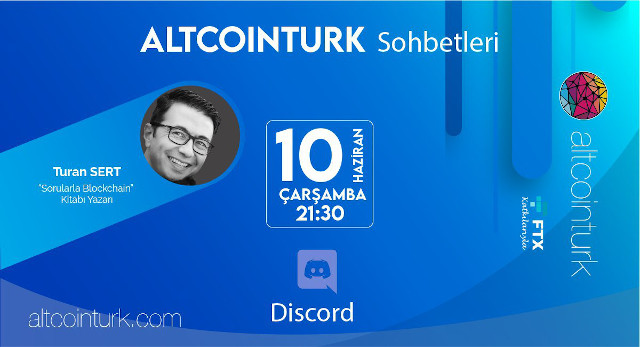 ALTCOINTURK Sohbetleri
Turan SERT
"Sorularla Blockchain"
Kitabı Yazarı
10
HAZİRAN
ÇARŞAMBA
21:30
Discord
altcointurk.com
altcointurk
FTX
Katkılarıyla